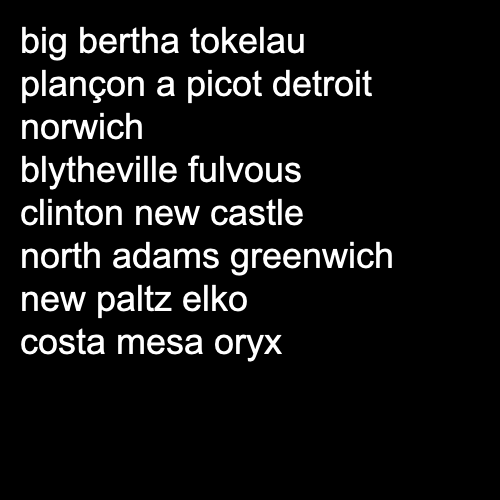 big bertha tokelau
plançon a picot detroit
norwich
blytheville fulvous
clinton new castle
north adams greenwich
new paltz elko
costa mesa oryx